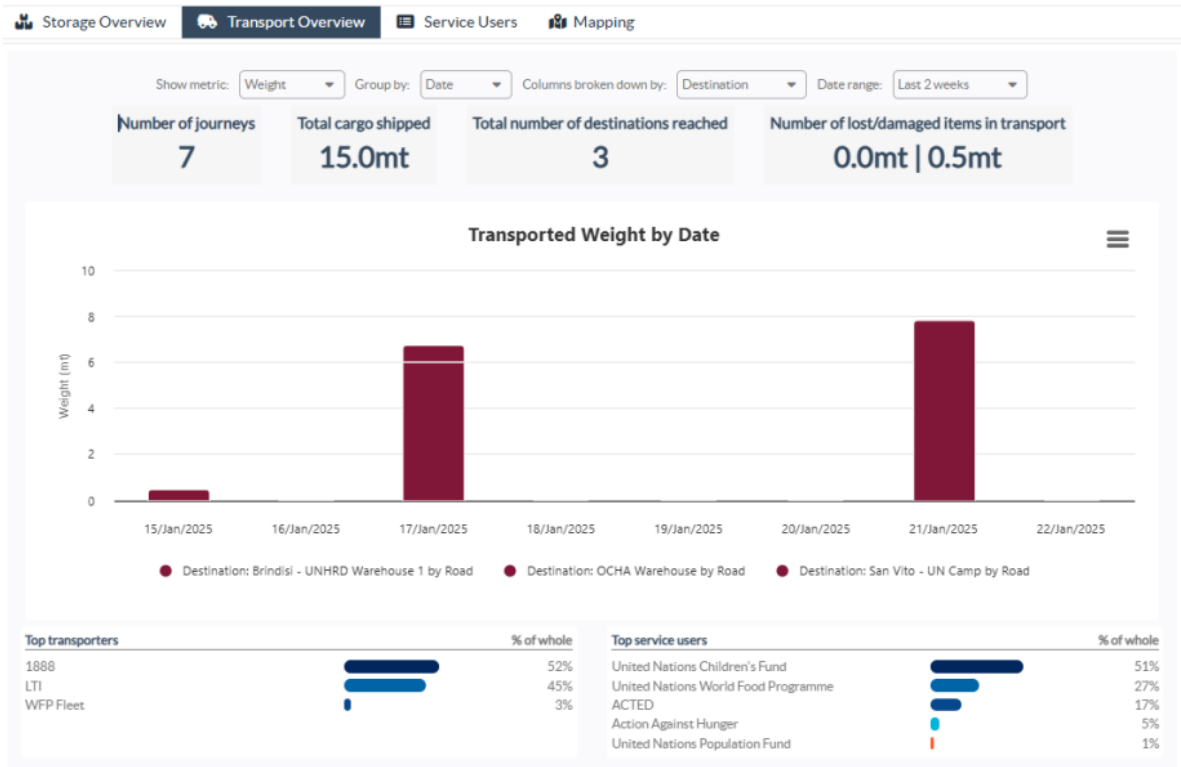 Storage Overview Transport Overview Service Users Mapping
Show metric: Weight Group by: Date Columns broken down by: Destination Date range: Last 2 weeks
Number of journeys Total cargo shipped Total number of destinations reached Number of lost/damaged items in transport
7 15.0mt 3 0.0mt | 0.5mt
Transported Weight by Date
10
8
6
4
2
0
Weight (mt)
15/Jan/2025 16/Jan/2025 17/Jan/2025 18/Jan/2025 19/Jan/2025 20/Jan/2025 21/Jan/2025 22/Jan/2025
Destination: Brindisi - UNHRD Warehouse 1 by Road Destination: OCHA Warehouse by Road Destination: San Vito - UN Camp by Road
Top transporters % of whole
1888 52%
LTI 45%
WFP Fleet 3%
Top service users % of whole
United Nations Children's Fund 51%
United Nations World Food Programme 27%
ACTED 17%
Action Against Hunger 5%
United Nations Population Fund 1%